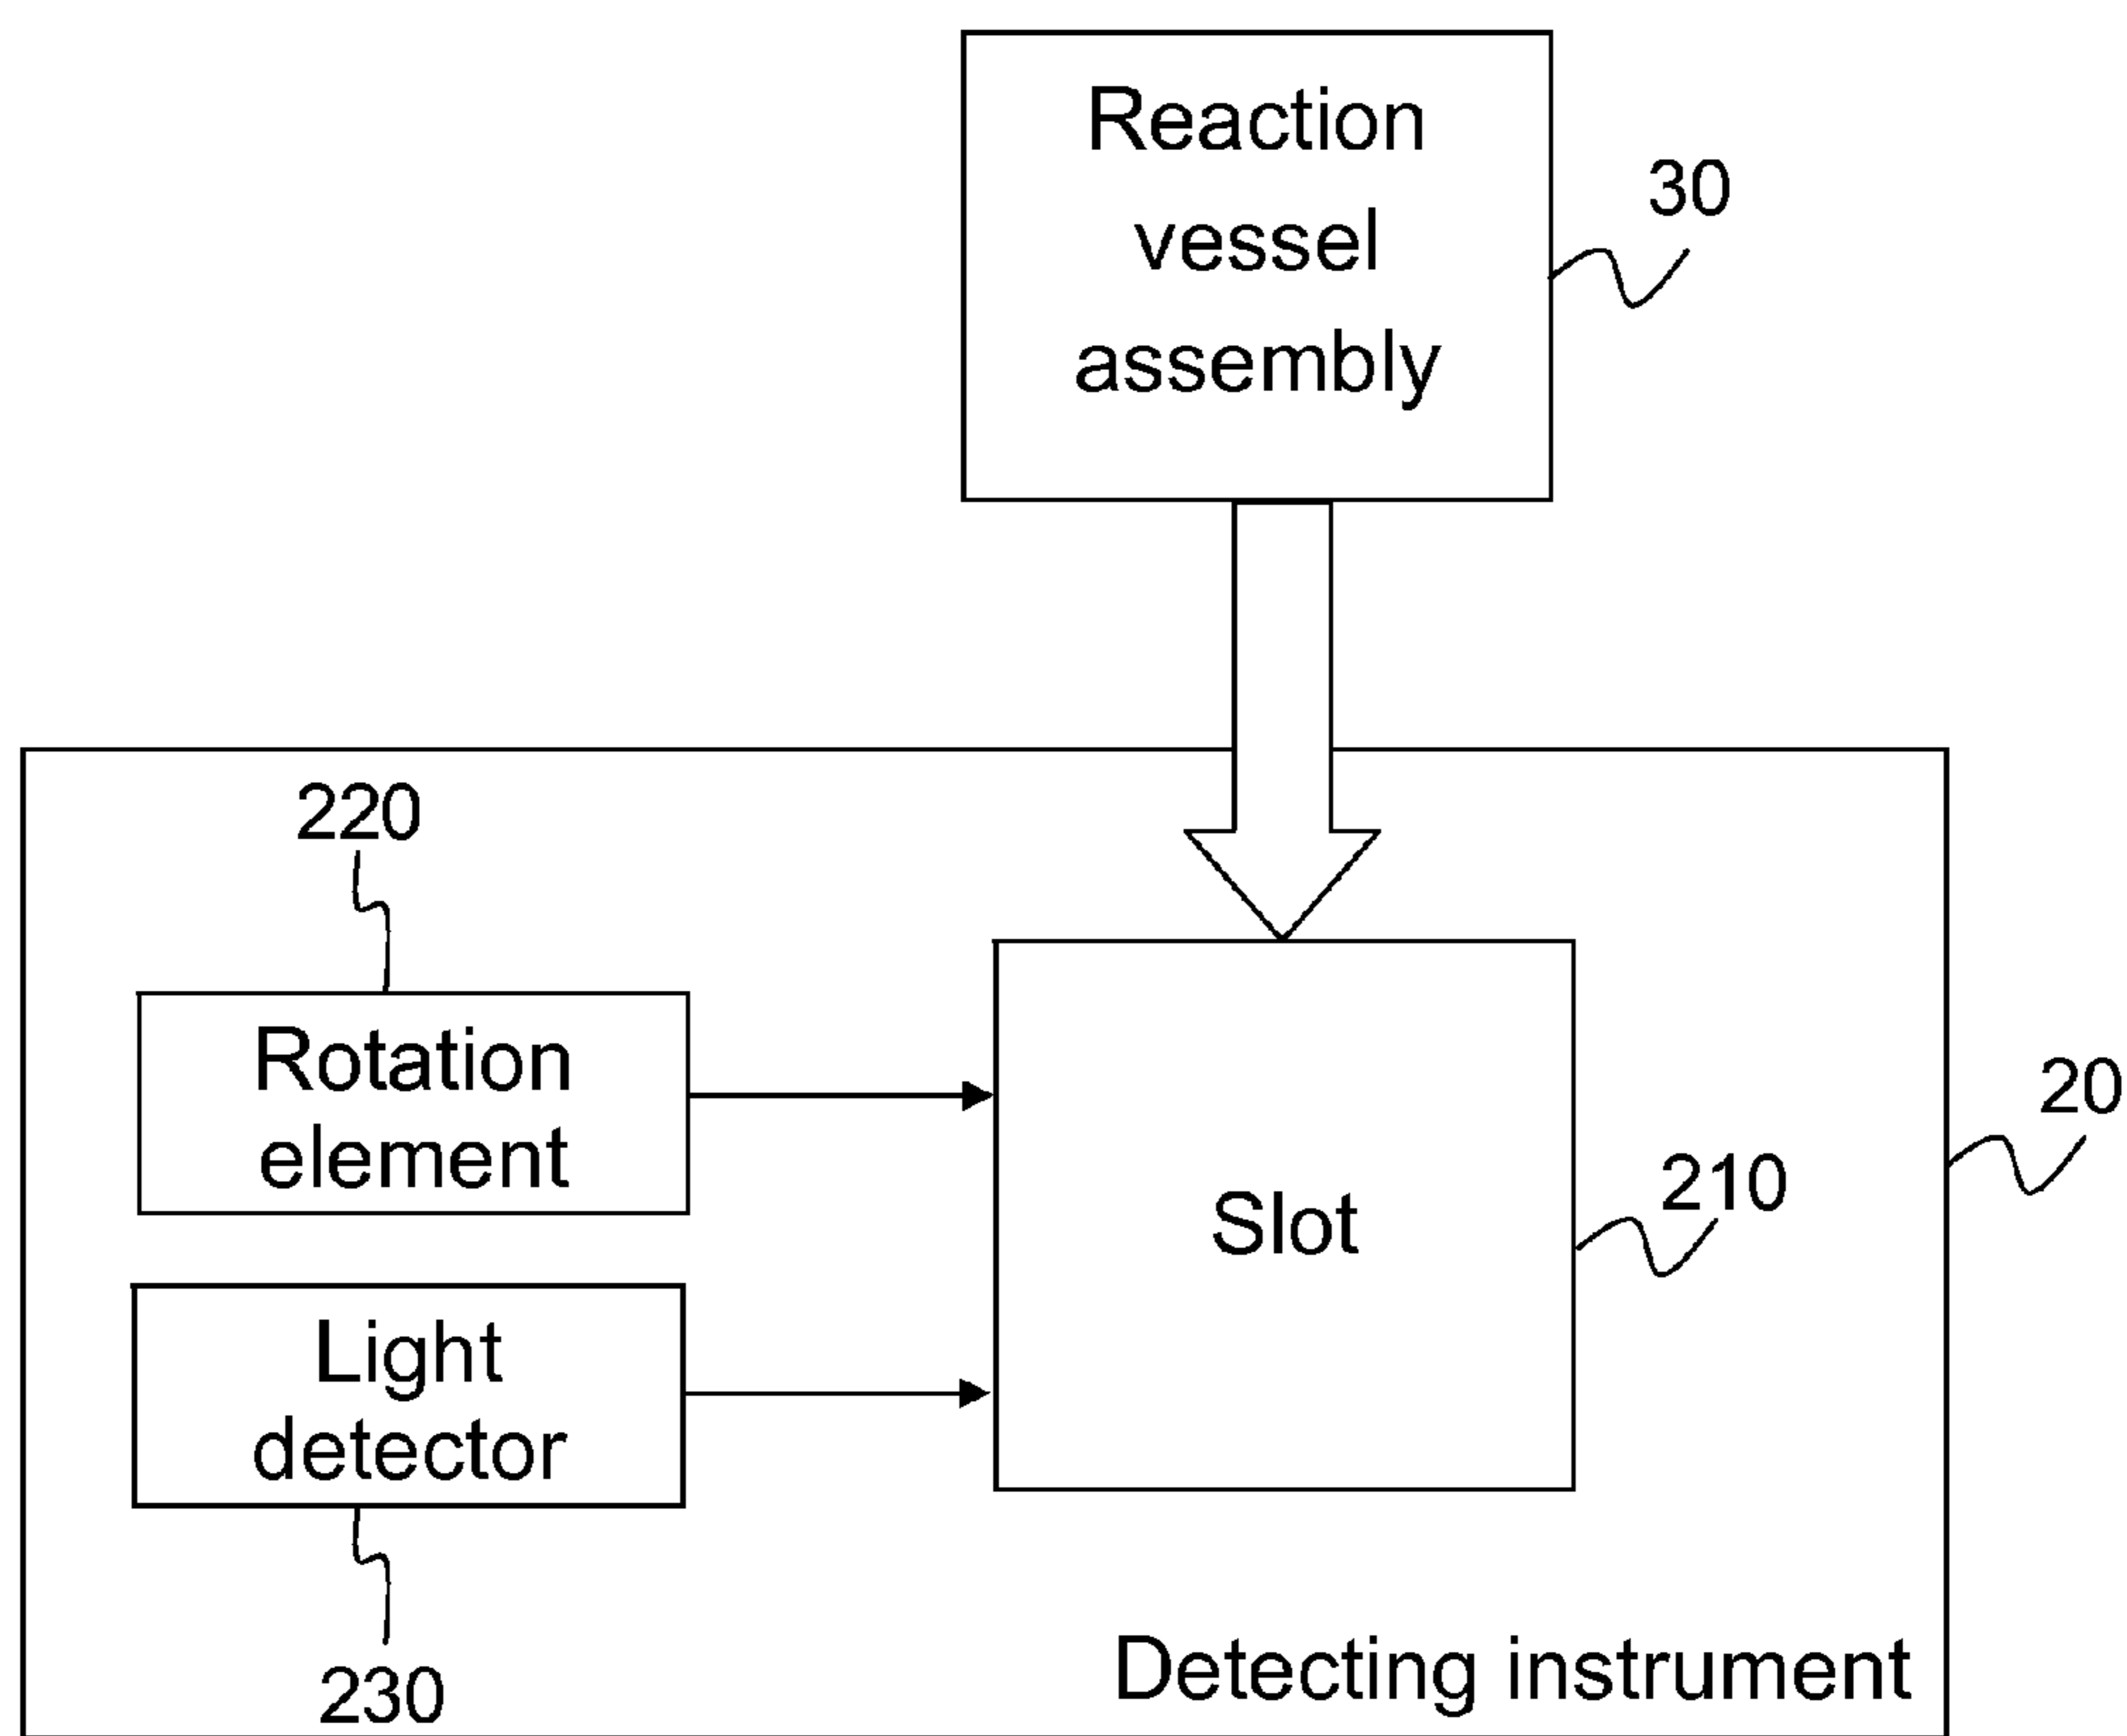 Reaction
vessel
assembly
30
220
Rotation
element
20
210
Slot
Light
detector
230
Detecting instrument